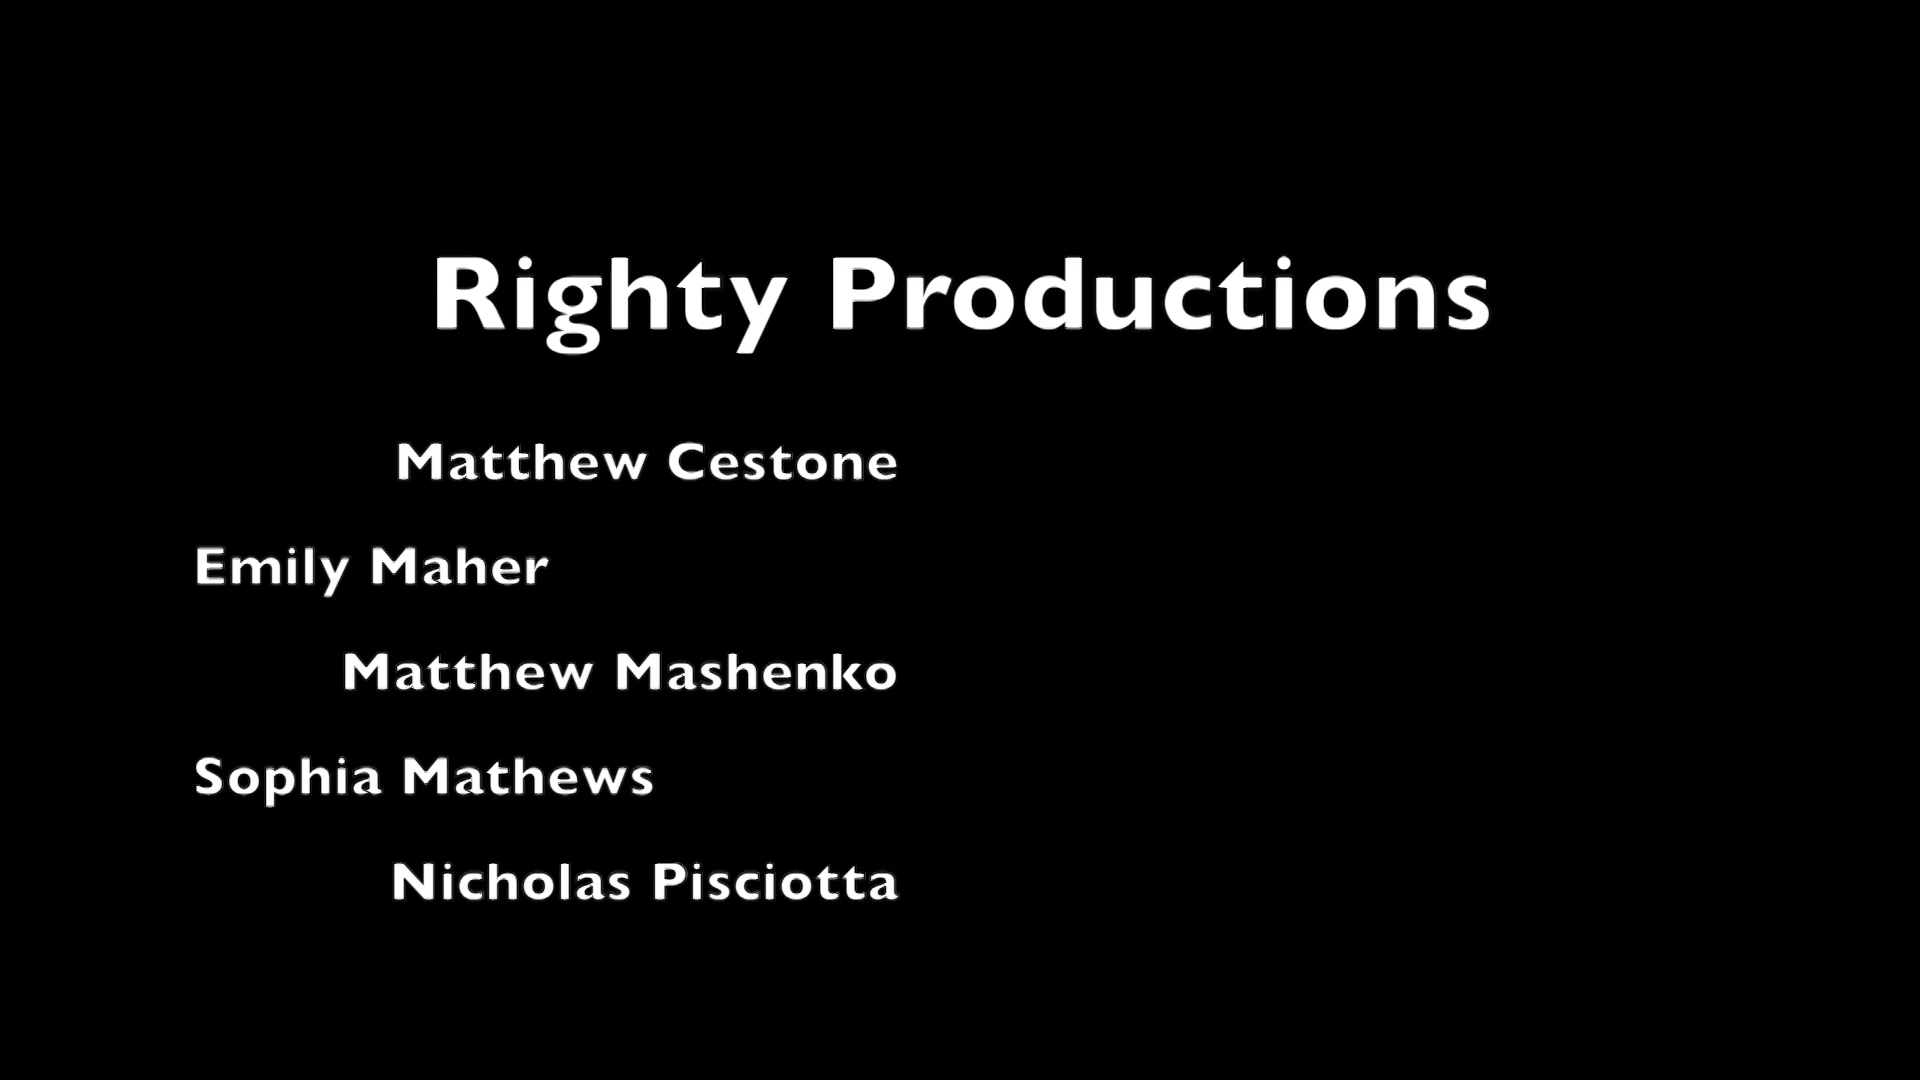 Righty Productions
Matthew Cestone
Emily Maher
Matthew Mashenko
Sophia Mathews
Nicholas Pisciotta